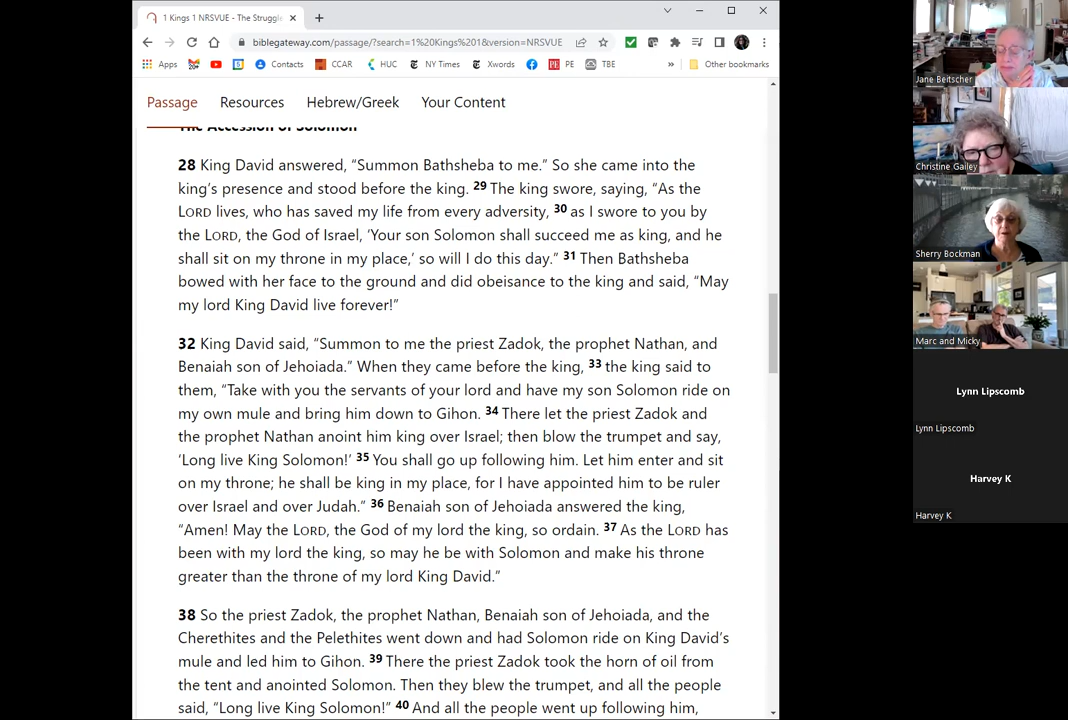 1 Kings 1 NRSVUE - The Struggl
biblegateway.com/passage/?search=1%20Kings%201&version=NRSVUE
Apps
Contacts
CCAR
HUC
NY Times
Xwords
PE
TBE
»
Other bookmarks
Passage
Resources
Hebrew/Greek
Your Content
The Accession of Solomon
28 King David answered, “Summon Bathsheba to me.” So she came into the
king’s presence and stood before the king. 29 The king swore, saying, “As the
LORD lives, who has saved my life from every adversity, 30 as I swore to you by
the LORD, the God of Israel, ‘Your son Solomon shall succeed me as king, and he
shall sit on my throne in my place,’ so will I do this day.” 31 Then Bathsheba
bowed with her face to the ground and did obeisance to the king and said, “May
my lord King David live forever!”
32 King David said, “Summon to me the priest Zadok, the prophet Nathan, and
Benaiah son of Jehoiada.” When they came before the king, 33 the king said to
them, “Take with you the servants of your lord and have my son Solomon ride on
my own mule and bring him down to Gihon. 34 There let the priest Zadok and
the prophet Nathan anoint him king over Israel; then blow the trumpet and say,
‘Long live King Solomon!’ 35 You shall go up following him. Let him enter and sit
on my throne; he shall be king in my place, for I have appointed him to be ruler
over Israel and over Judah.” 36 Benaiah son of Jehoiada answered the king,
“Amen! May the LORD, the God of my lord the king, so ordain. 37 As the LORD has
been with my lord the king, so may he be with Solomon and make his throne
greater than the throne of my lord King David.”
38 So the priest Zadok, the prophet Nathan, Benaiah son of Jehoiada, and the
Cherethites and the Pelethites went down and had Solomon ride on King David’s
mule and led him to Gihon. 39 There the priest Zadok took the horn of oil from
the tent and anointed Solomon. Then they blew the trumpet, and all the people
said, “Long live King Solomon!” 40 And all the people went up following him,
Jane Beitscher
Christine Gailey
Sherry Bockman
Marc and Micky
Lynn Lipscomb
Lynn Lipscomb
Harvey K
Harvey K